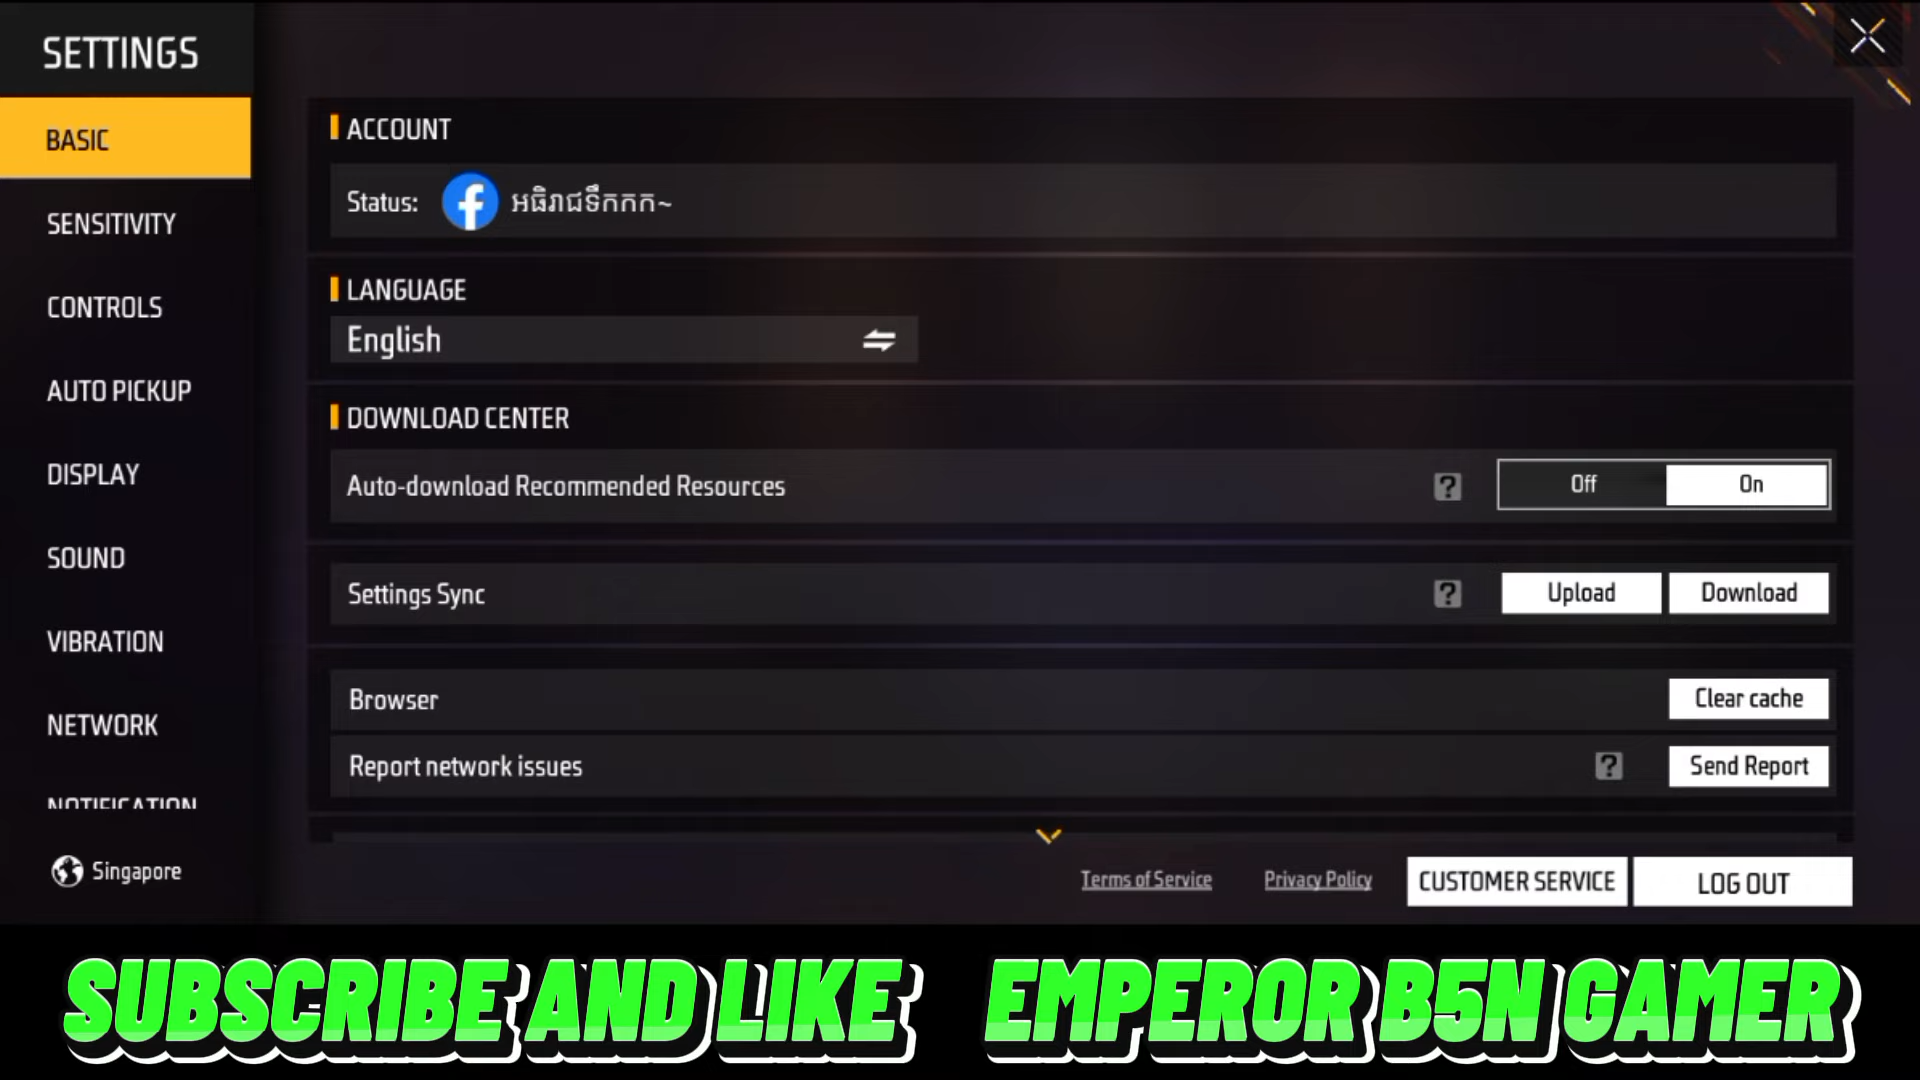 SETTINGS
BASIC
SENSITIVITY
CONTROLS
AUTO PICKUP
DISPLAY
SOUND
VIBRATION
NETWORK
NOTIFICATION
Singapore
ACCOUNT
Status: អធិរាជទឹកកក~
LANGUAGE
English
DOWNLOAD CENTER
Auto-download Recommended Resources ? Off On
Settings Sync ? Upload Download
Browser Clear cache
Report network issues ? Send Report
Terms of Service Privacy Policy CUSTOMER SERVICE LOG OUT
SUBSCRIBE AND LIKE EMPEROR B5N GAMER